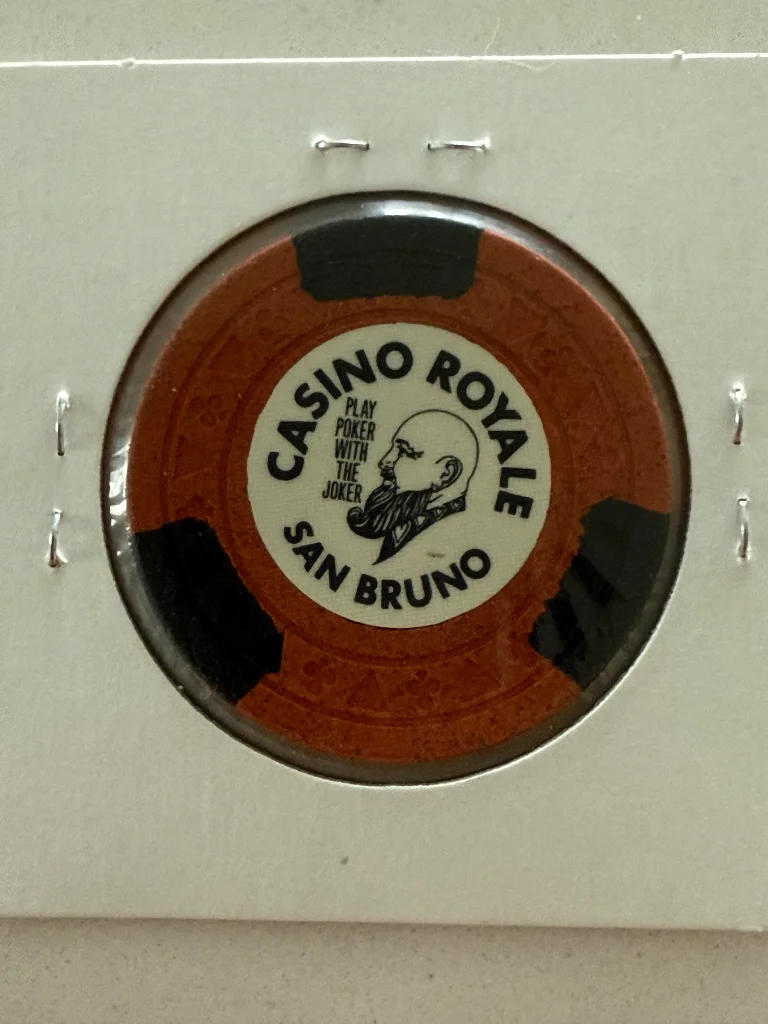 CASINO ROYALE
PLAY
POKER
WITH
THE
JOKER
SAN BRUNO